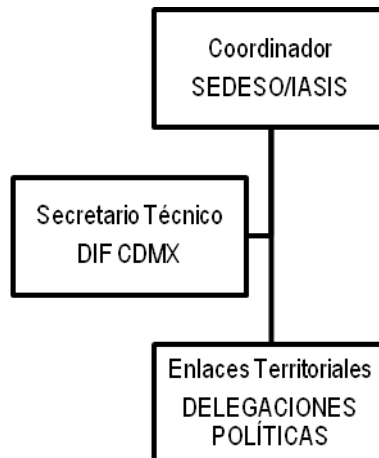 Coordinador
SEDESO/IASIS
Secretario Técnico
DIF CDMX
Enlaces Territoriales
DELEGACIONES
POLÍTICAS